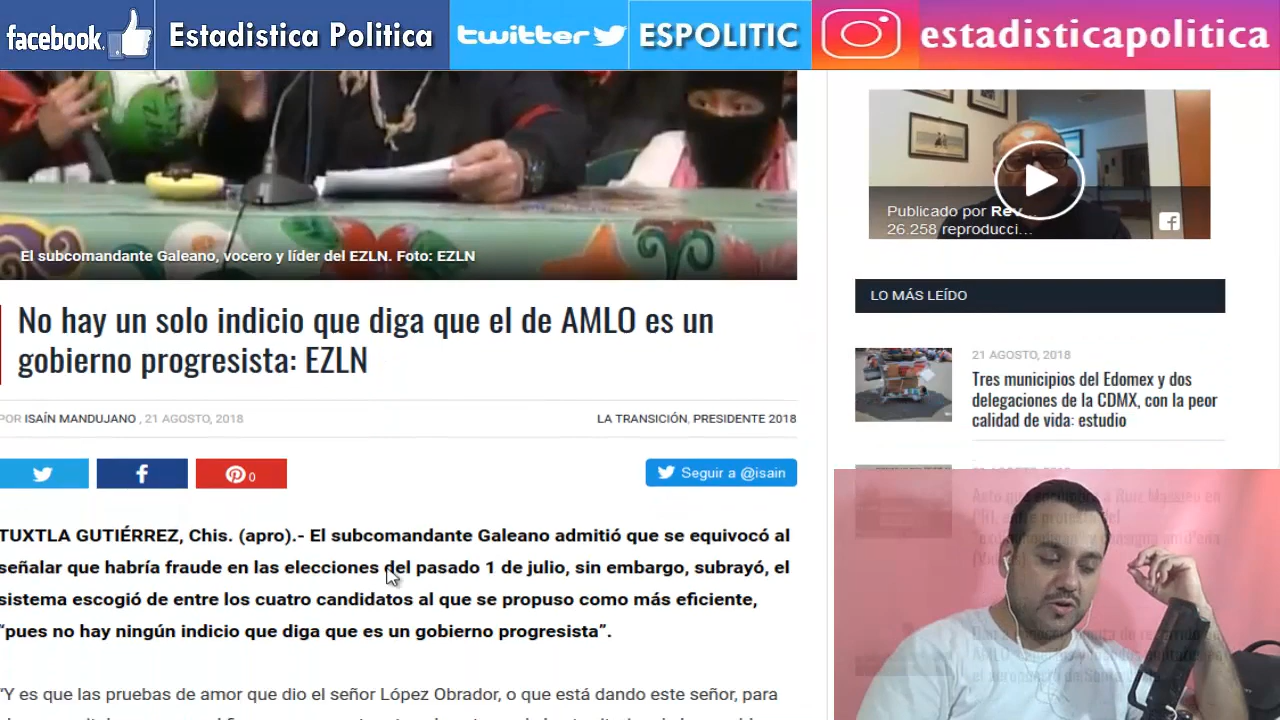 facebook.
Estadistica Politica
twitter
ESPOLITIC
estadisticapolitica
El subcomandante Galeano, vocero y líder del EZLN. Foto: EZLN
No hay un solo indicio que diga que el de AMLO es un
gobierno progresista: EZLN
POR ISAÍN MANDUJANO , 21 AGOSTO, 2018
LA TRANSICIÓN, PRESIDENTE 2018
0
Seguir a @isain
TUXTLA GUTIÉRREZ, Chis. (apro).- El subcomandante Galeano admitió que se equivocó al
señalar que habría fraude en las elecciones del pasado 1 de julio, sin embargo, subrayó, el
sistema escogió de entre los cuatro candidatos al que se propuso como más eficiente,
“pues no hay ningún indicio que diga que es un gobierno progresista”.
"Y es que las pruebas de amor que dio el señor López Obrador, o que está dando este señor, para
Publicado por Rev...
26.258 reproducci...
LO MÁS LEÍDO
21 AGOSTO, 2018
Tres municipios del Edomex y dos
delegaciones de la CDMX, con la peor
calidad de vida: estudio